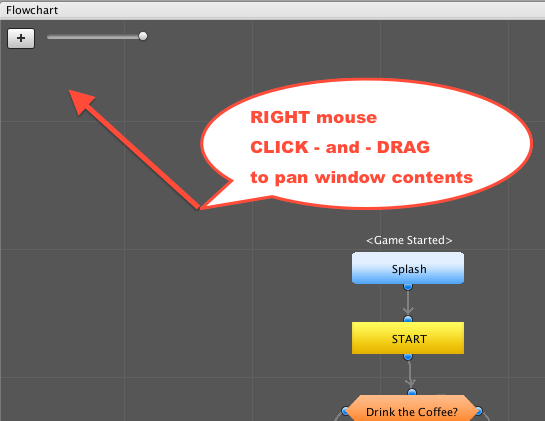 Flowchart
+
RIGHT mouse
CLICK - and - DRAG
to pan window contents
<Game Started>
Splash
START
Drink the Coffee?